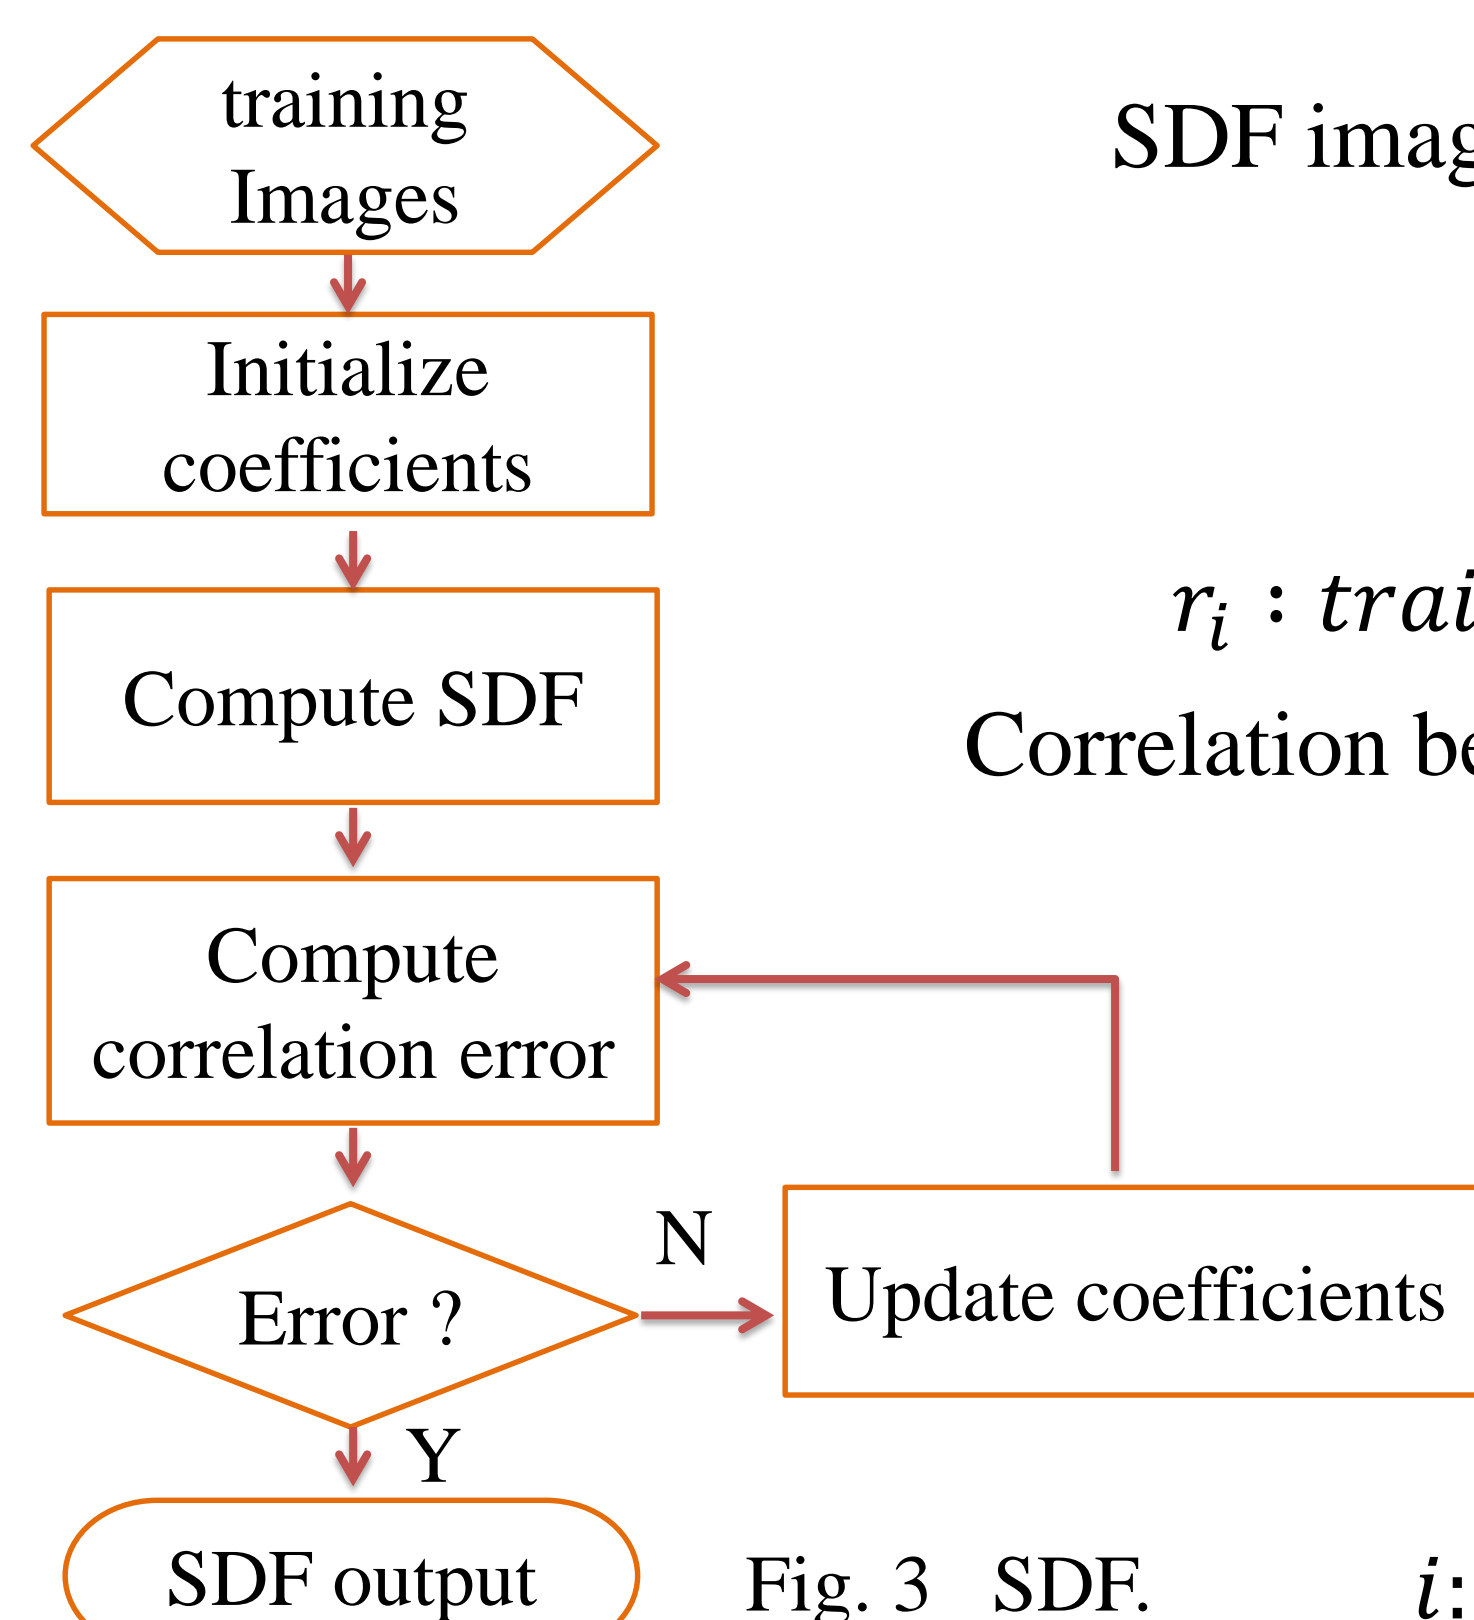 training
Images
Initialize
coefficients
Compute SDF
Compute
correlation error
Error ?
N
Y
Update coefficients
SDF output
Fig. 3 SDF.
SDF imag
rᵢ : trai
Correlation be
i: